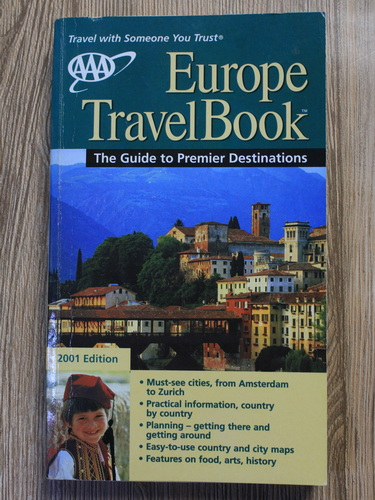 Travel with Someone You Trust®
AAA
Europe
TravelBook™
The Guide to Premier Destinations
2001 Edition
• Must-see cities, from Amsterdam
to Zurich
• Practical information, country
by country
• Planning – getting there and
getting around
• Easy-to-use country and city maps
• Features on food, arts, history